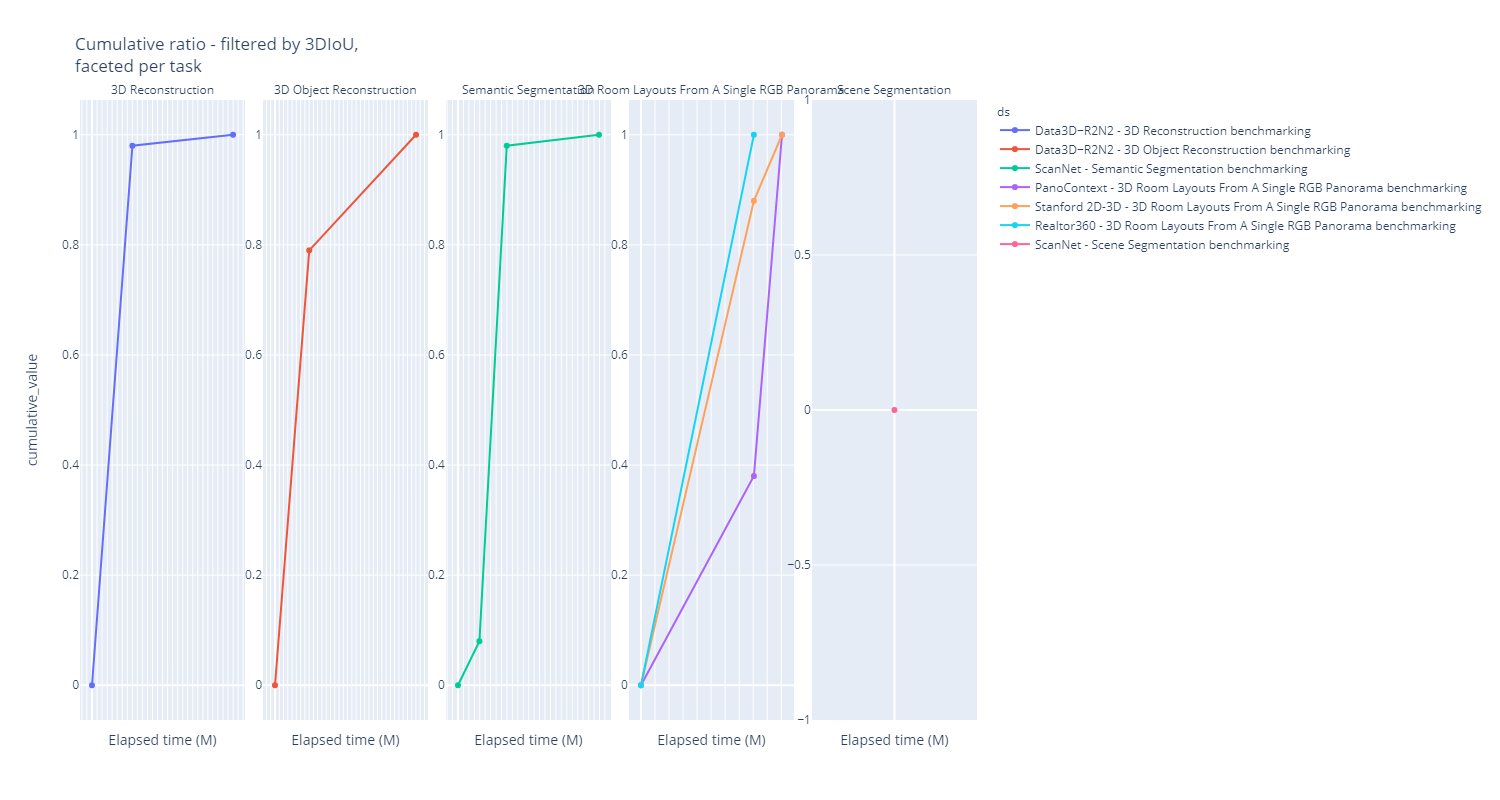 Cumulative ratio - filtered by 3DIoU,
faceted per task
3D Reconstruction
3D Object Reconstruction
Semantic Segmentation
3D Room Layouts From A Single RGB Panorama
Scene Segmentation
cumulative_value
1
0.8
0.6
0.4
0.2
0
1
0.8
0.6
0.4
0.2
0
1
0.8
0.6
0.4
0.2
0
1
0.8
0.6
0.4
0.2
0
1
0.5
0
−0.5
−1
Elapsed time (M)
Elapsed time (M)
Elapsed time (M)
Elapsed time (M)
Elapsed time (M)
ds
Data3D−R2N2 - 3D Reconstruction benchmarking
Data3D−R2N2 - 3D Object Reconstruction benchmarking
ScanNet - Semantic Segmentation benchmarking
PanoContext - 3D Room Layouts From A Single RGB Panorama benchmarking
Stanford 2D-3D - 3D Room Layouts From A Single RGB Panorama benchmarking
Realtor360 - 3D Room Layouts From A Single RGB Panorama benchmarking
ScanNet - Scene Segmentation benchmarking